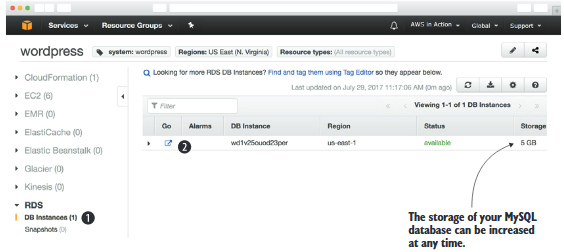 Services Resource Groups AWS in Action Global Support
wordpress system: wordpress Regions: US East (N. Virginia) Resource types: (All resource types)
CloudFormation (1)
EC2 (6)
EMR (0)
ElastiCache (0)
Elastic Beanstalk (0)
Glacier (0)
Kinesis (0)
RDS
DB Instances (1) 1
Snapshots (0)
Looking for more RDS DB Instances? Find and tag them using Tag Editor so they appear below.
Last updated on July 29, 2017 11:17:06 AM (0m ago)
Filter Viewing 1-1 of 1 DB Instances
Go Alarms DB Instance Region Status Storage
2 wd1v25ouod23per us-east-1 available 5 GB
The storage of your MySQL
database can be increased
at any time.